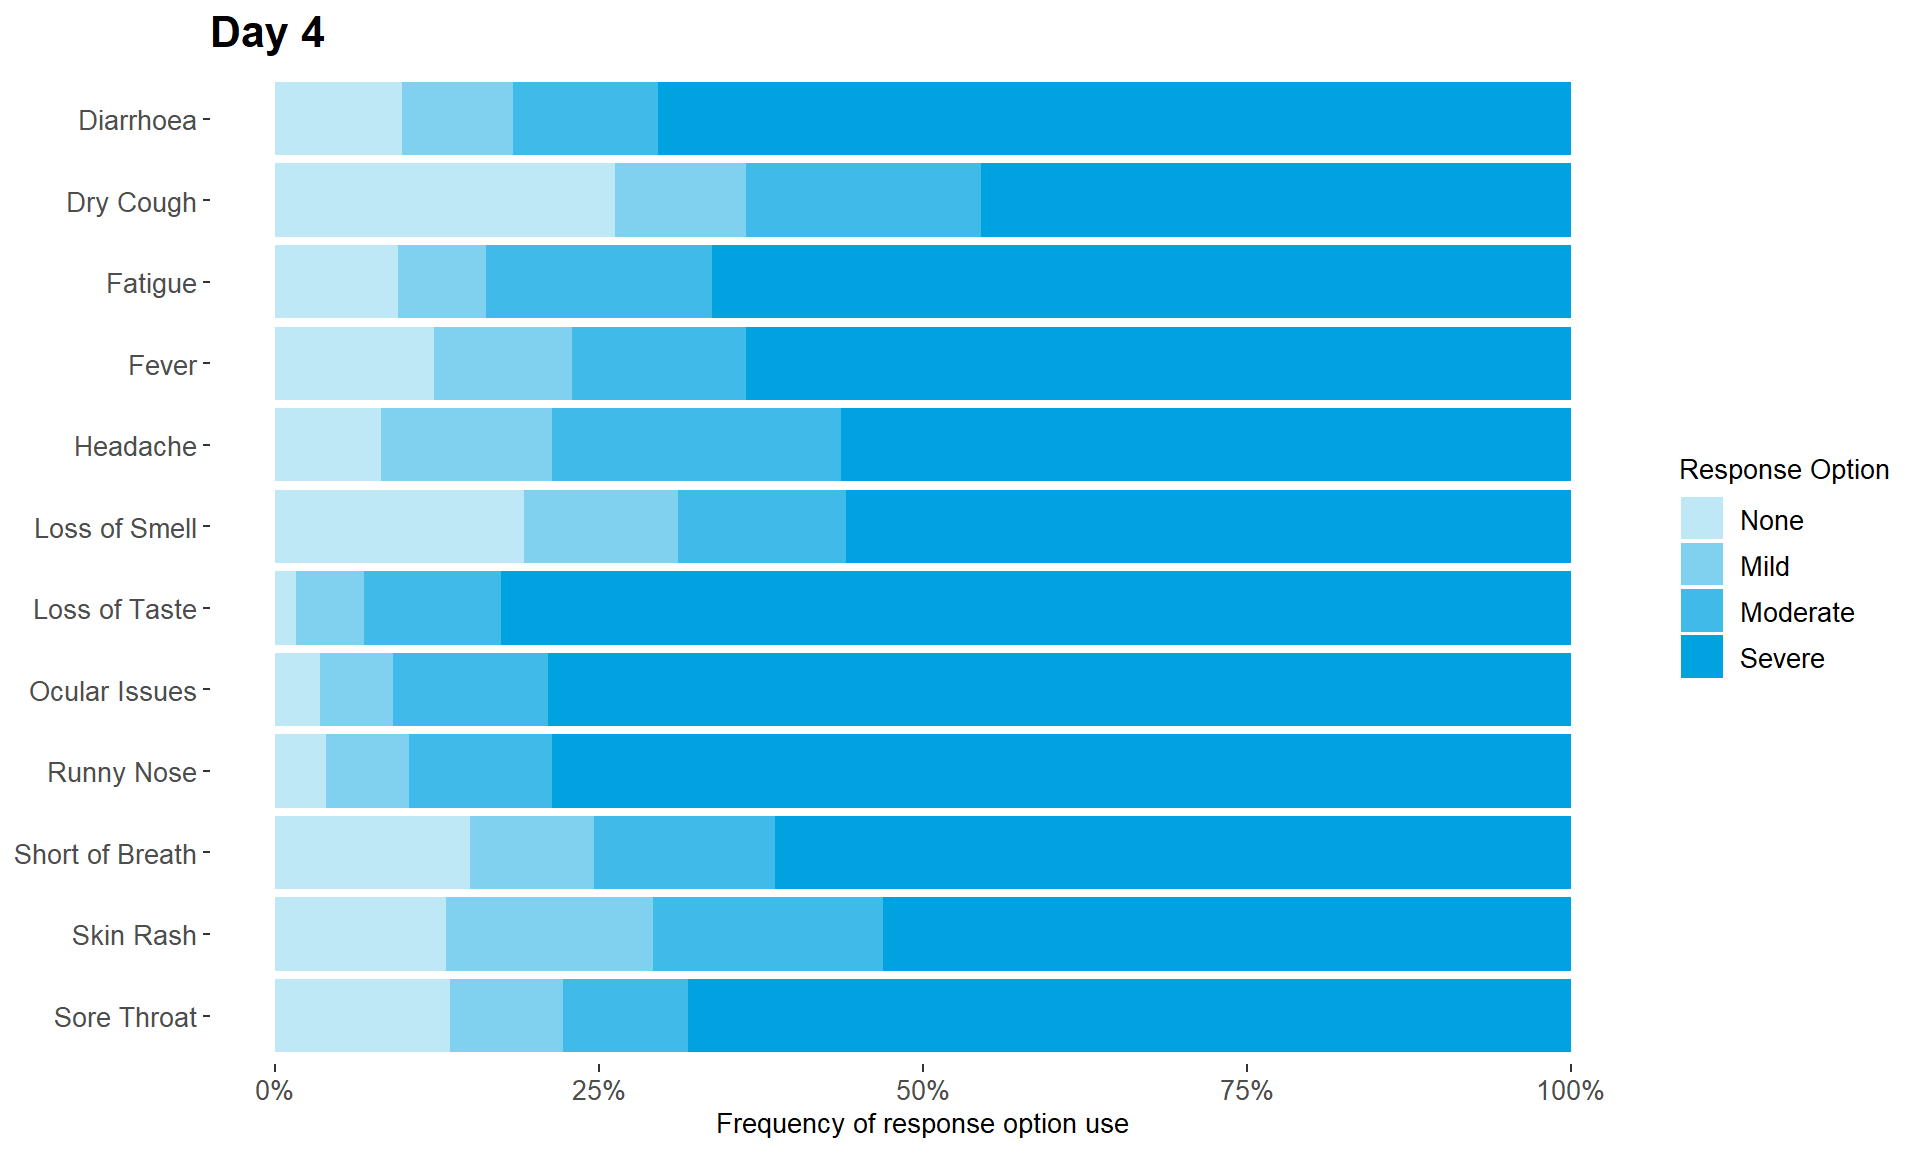 Day 4
Diarrhoea
Dry Cough
Fatigue
Fever
Headache
Loss of Smell
Loss of Taste
Ocular Issues
Runny Nose
Short of Breath
Skin Rash
Sore Throat
0% 25% 50% 75% 100%
Frequency of response option use
Response Option
None
Mild
Moderate
Severe